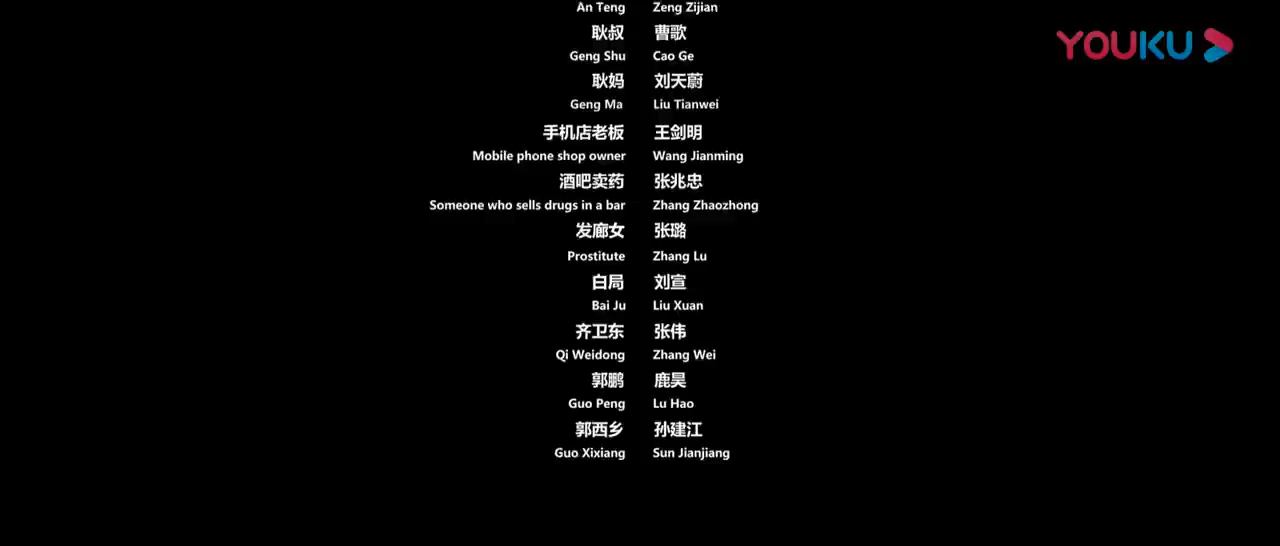 An Teng Zeng Zijian
耿叔 曹歌
Geng Shu Cao Ge
耿妈 刘天蔚
Geng Ma Liu Tianwei
手机店老板 王剑明
Mobile phone shop owner Wang Jianming
酒吧卖药 张兆忠
Someone who sells drugs in a bar Zhang Zhaozhong
发廊女 张璐
Prostitute Zhang Lu
白局 刘宣
Bai Ju Liu Xuan
齐卫东 张伟
Qi Weidong Zhang Wei
郭鹏 鹿昊
Guo Peng Lu Hao
郭西乡 孙建江
Guo Xixiang Sun Jianjiang
YOUKU